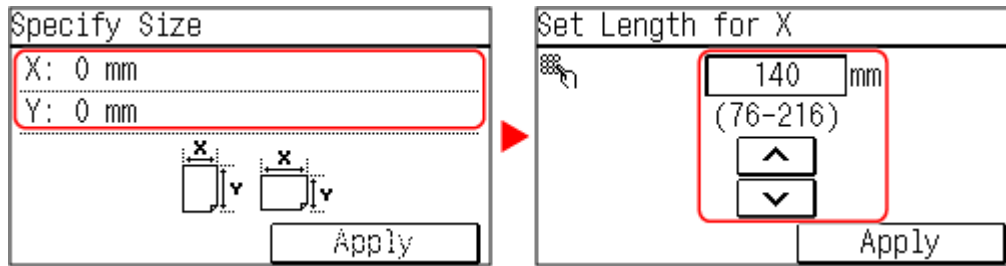 Specify Size
X: 0 mm
Y: 0 mm
X
Y
X
Y
Apply
Set Length for X
140 mm
(76-216)
Apply